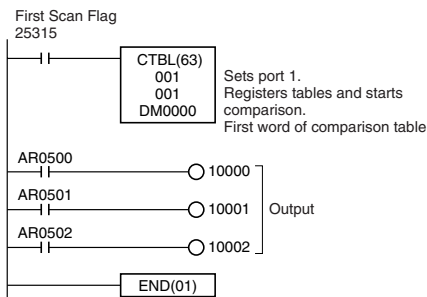 First Scan Flag
25315
CTBL(63)
001
001
DM0000
Sets port 1.
Registers tables and starts
comparison.
First word of comparison table
AR0500
10000
AR0501
10001
Output
AR0502
10002
END(01)